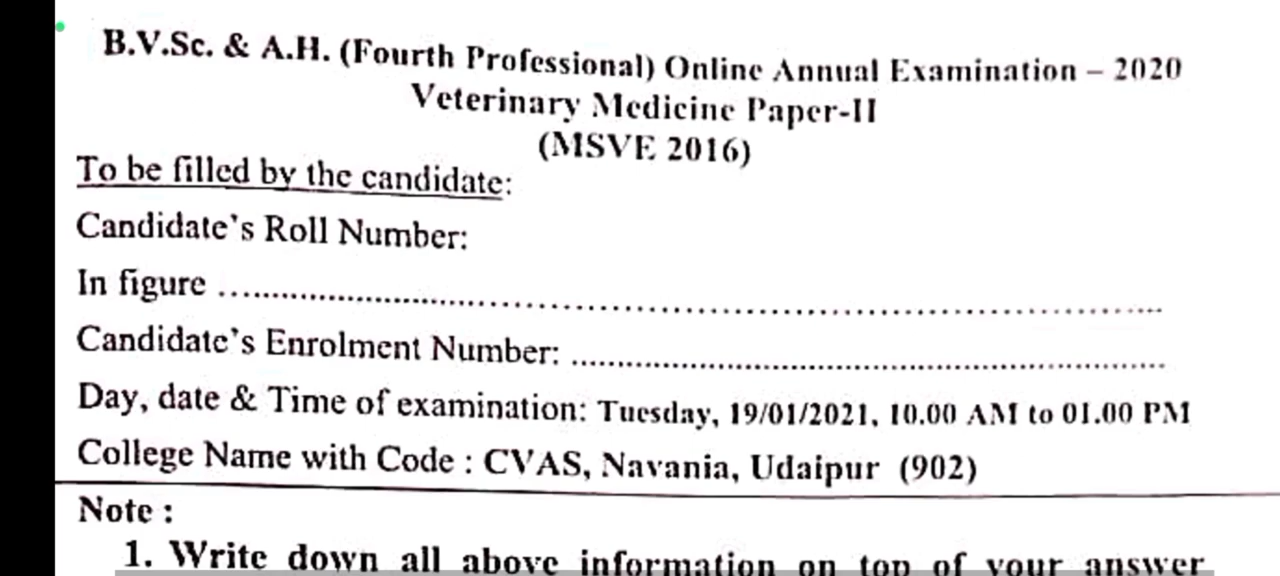 B.V.Sc. & A.H. (Fourth Professional) Online Annual Examination – 2020
Veterinary Medicine Paper-II
(MSVE 2016)
To be filled by the candidate:
Candidate's Roll Number:
In figure ................................................................................
Candidate's Enrolment Number: ..................................................
Day, date & Time of examination: Tuesday, 19/01/2021, 10.00 AM to 01.00 PM
College Name with Code : CVAS, Navania, Udaipur (902)
Note :
1. Write down all above information on top of your answer